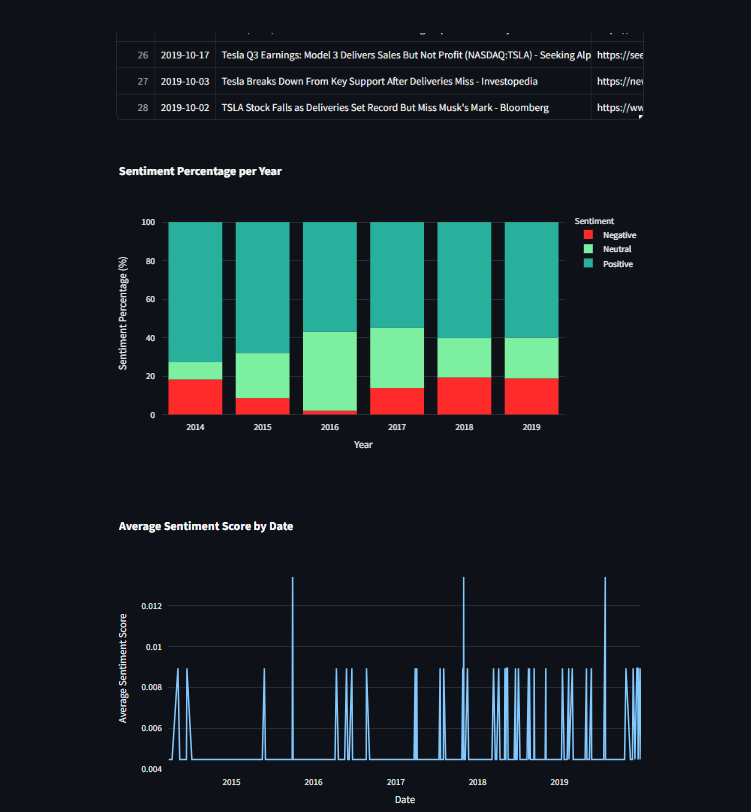 26 2019-10-17 Tesla Q3 Earnings: Model 3 Delivers Sales But Not Profit (NASDAQ:TSLA) - Seeking Alp https://see
27 2019-10-03 Tesla Breaks Down From Key Support After Deliveries Miss - Investopedia https://nev
28 2019-10-02 TSLA Stock Falls as Deliveries Set Record But Miss Musk's Mark - Bloomberg https://ww
Sentiment Percentage per Year
Sentiment
Negative
Neutral
Positive
Sentiment Percentage (%)
100
80
60
40
20
0
2014 2015 2016 2017 2018 2019
Year
Average Sentiment Score by Date
Average Sentiment Score
0.012
0.01
0.008
0.006
0.004
2015 2016 2017 2018 2019
Date